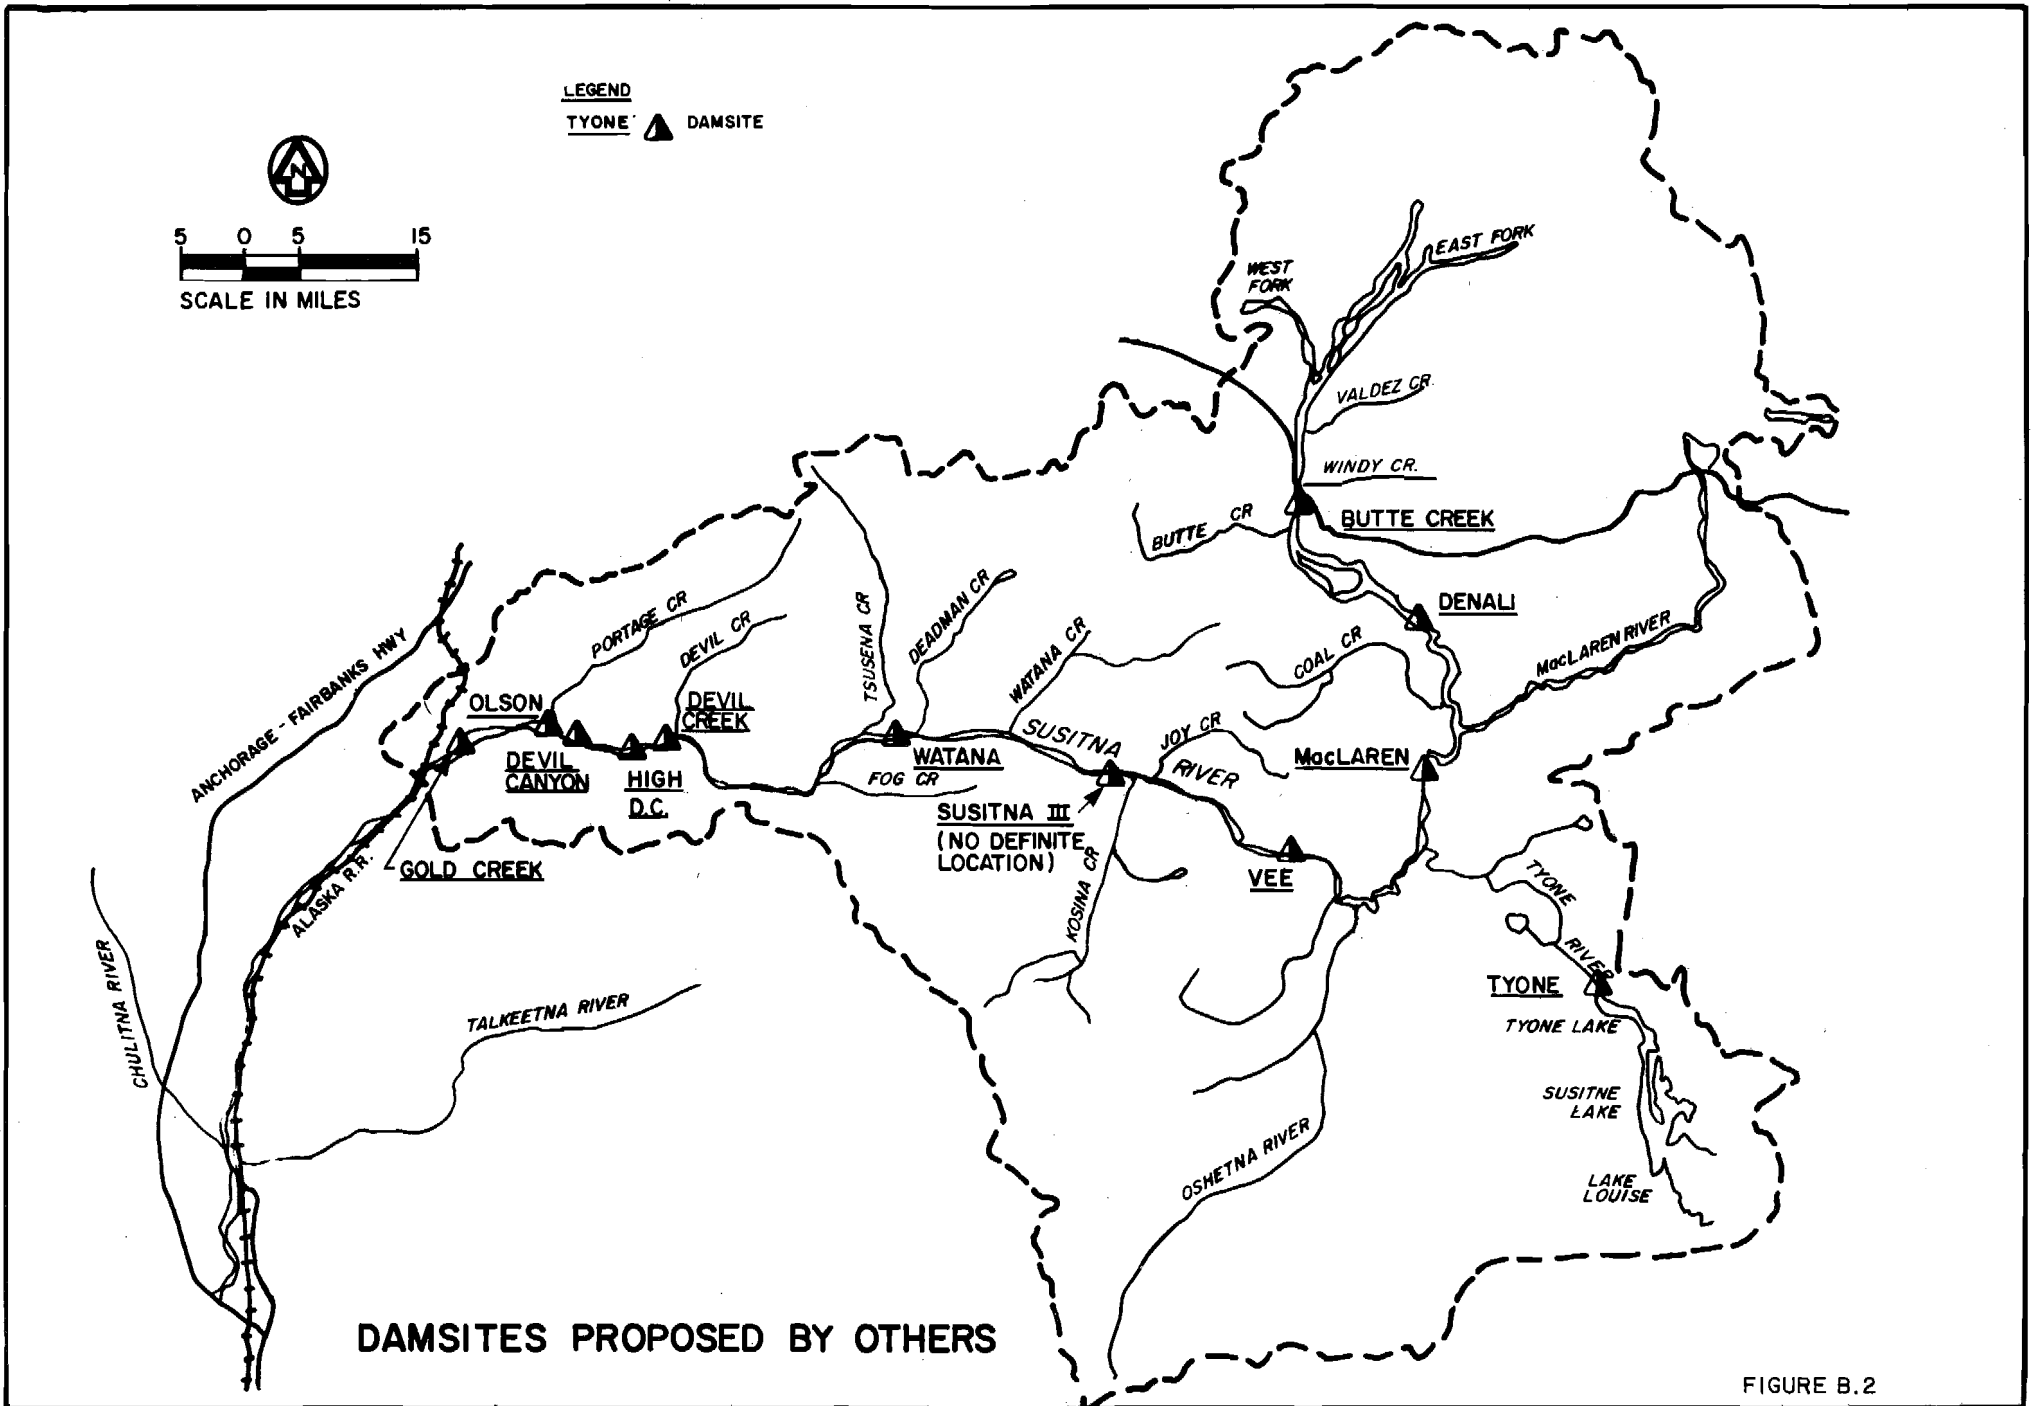 LEGEND
TYONE DAMSITE
N
5 0 5 15
SCALE IN MILES
WEST
FORK
EAST FORK
VALDEZ CR.
WINDY CR.
BUTTE CR
BUTTE CREEK
DENALI
COAL CR
MacLAREN RIVER
ANCHORAGE - FAIRBANKS HWY
PORTAGE CR
DEVIL CR
TSUSENA CR
DEADMAN CR
WATANA CR
OLSON
DEVIL
CREEK
DEVIL
CANYON
HIGH
D.C.
WATANA
FOG CR
SUSITNA
RIVER
JOY CR
MacLAREN
SUSITNA III
(NO DEFINITE
LOCATION)
VEE
KOSINA CR
GOLD CREEK
ALASKA R.R.
CHULITNA RIVER
TALKEETNA RIVER
TYONE
RIVER
TYONE
TYONE LAKE
SUSITNE
LAKE
LAKE
LOUISE
OSHETNA RIVER
DAMSITES PROPOSED BY OTHERS
FIGURE B.2